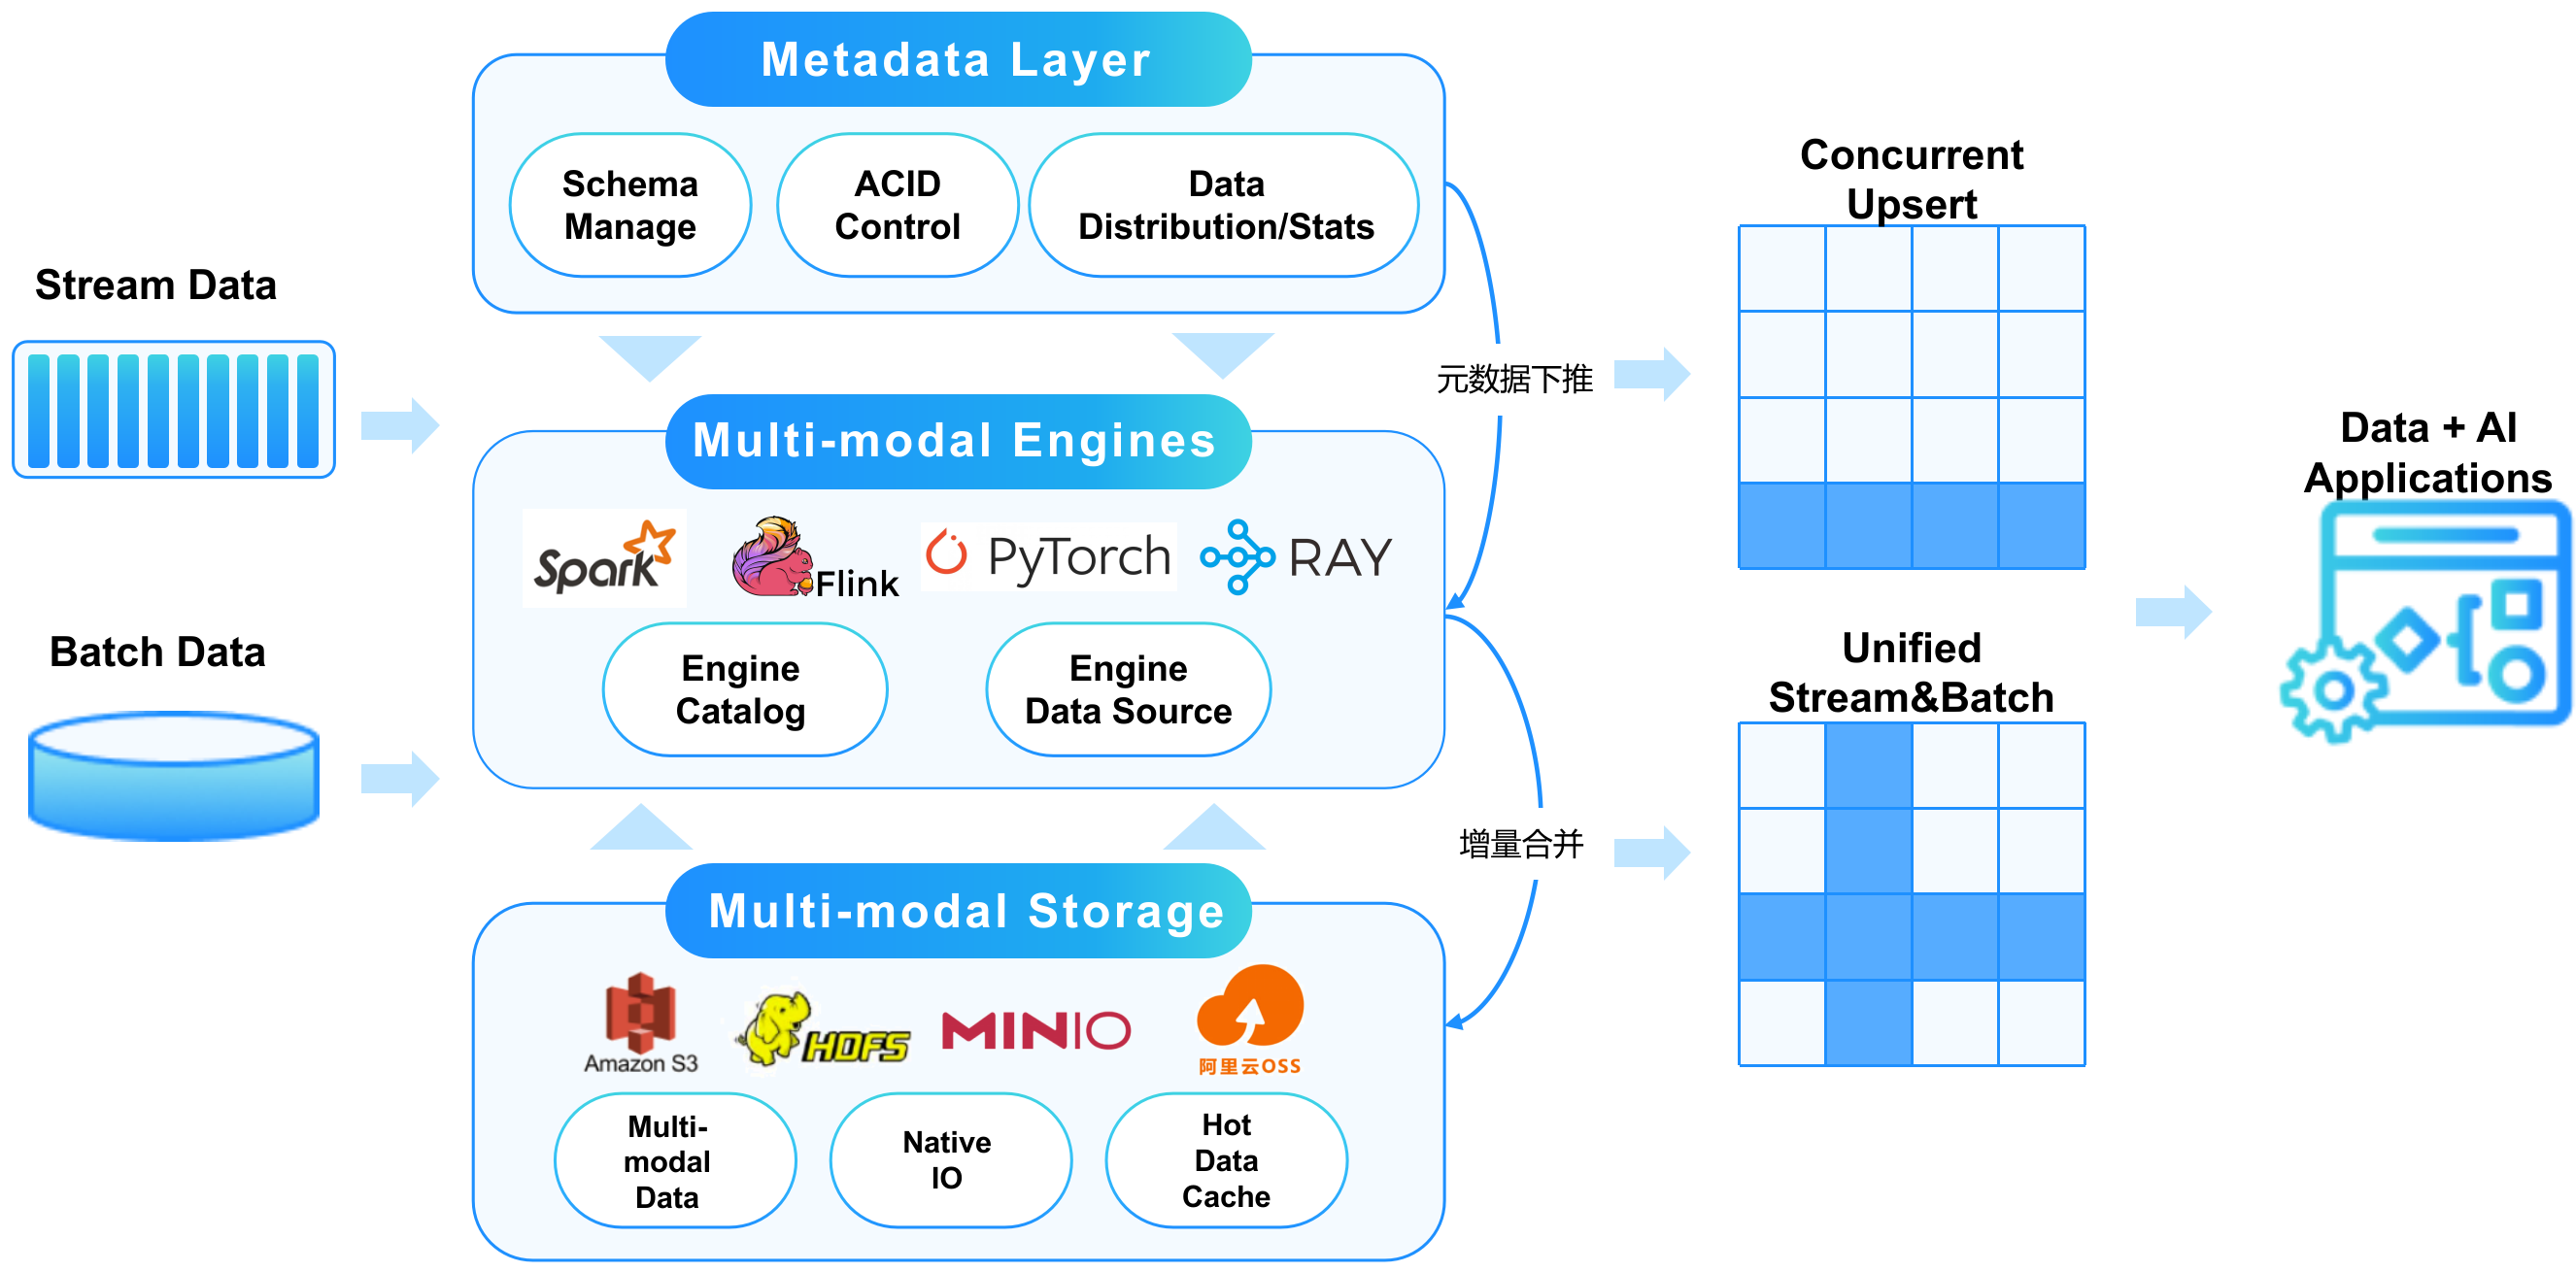 Metadata Layer
Schema
Manage
ACID
Control
Data
Distribution/Stats
Stream Data
Batch Data
Multi-modal Engines
Spark
Flink
PyTorch
RAY
Engine
Catalog
Engine
Data Source
Multi-modal Storage
Amazon S3
HDFS
MINIO
阿里云OSS
Multi-
modal
Data
Native
IO
Hot
Data
Cache
元数据下推
增量合并
Concurrent
Upsert
Unified
Stream&Batch
Data + AI
Applications